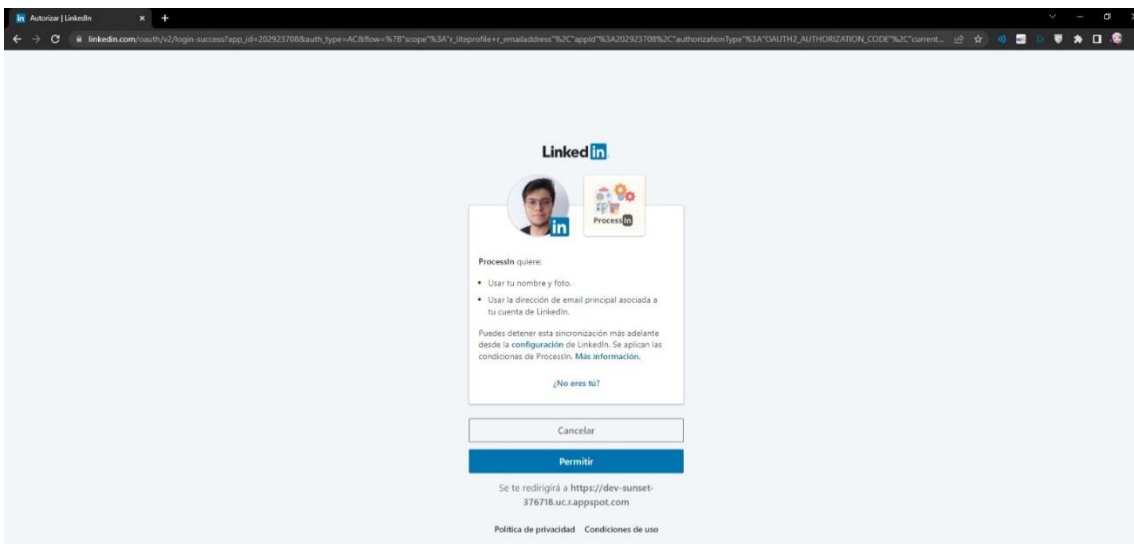 Autorizar | LinkedIn
linkedin.com/oauth/v2/login-success?app_id=202923708&auth_type=AC&flow=%7B"scope"%3A"r_liteprofile+r_emailaddress"%2C"appId"%3A202923708%2C"authorizationType"%3A"OAUTH2_AUTHORIZATION_CODE"%2C"current...
Linked in
in
Process in
ProcessIn quiere:
• Usar tu nombre y foto.
• Usar la dirección de email principal asociada a
tu cuenta de LinkedIn.
Puedes detener esta sincronización más adelante
desde la configuración de LinkedIn. Se aplican las
condiciones de ProcessIn. Más información.
¿No eres tú?
Cancelar
Permitir
Se te redirigirá a https://dev-sunset-
376718.uc.r.appspot.com
Política de privacidad Condiciones de uso